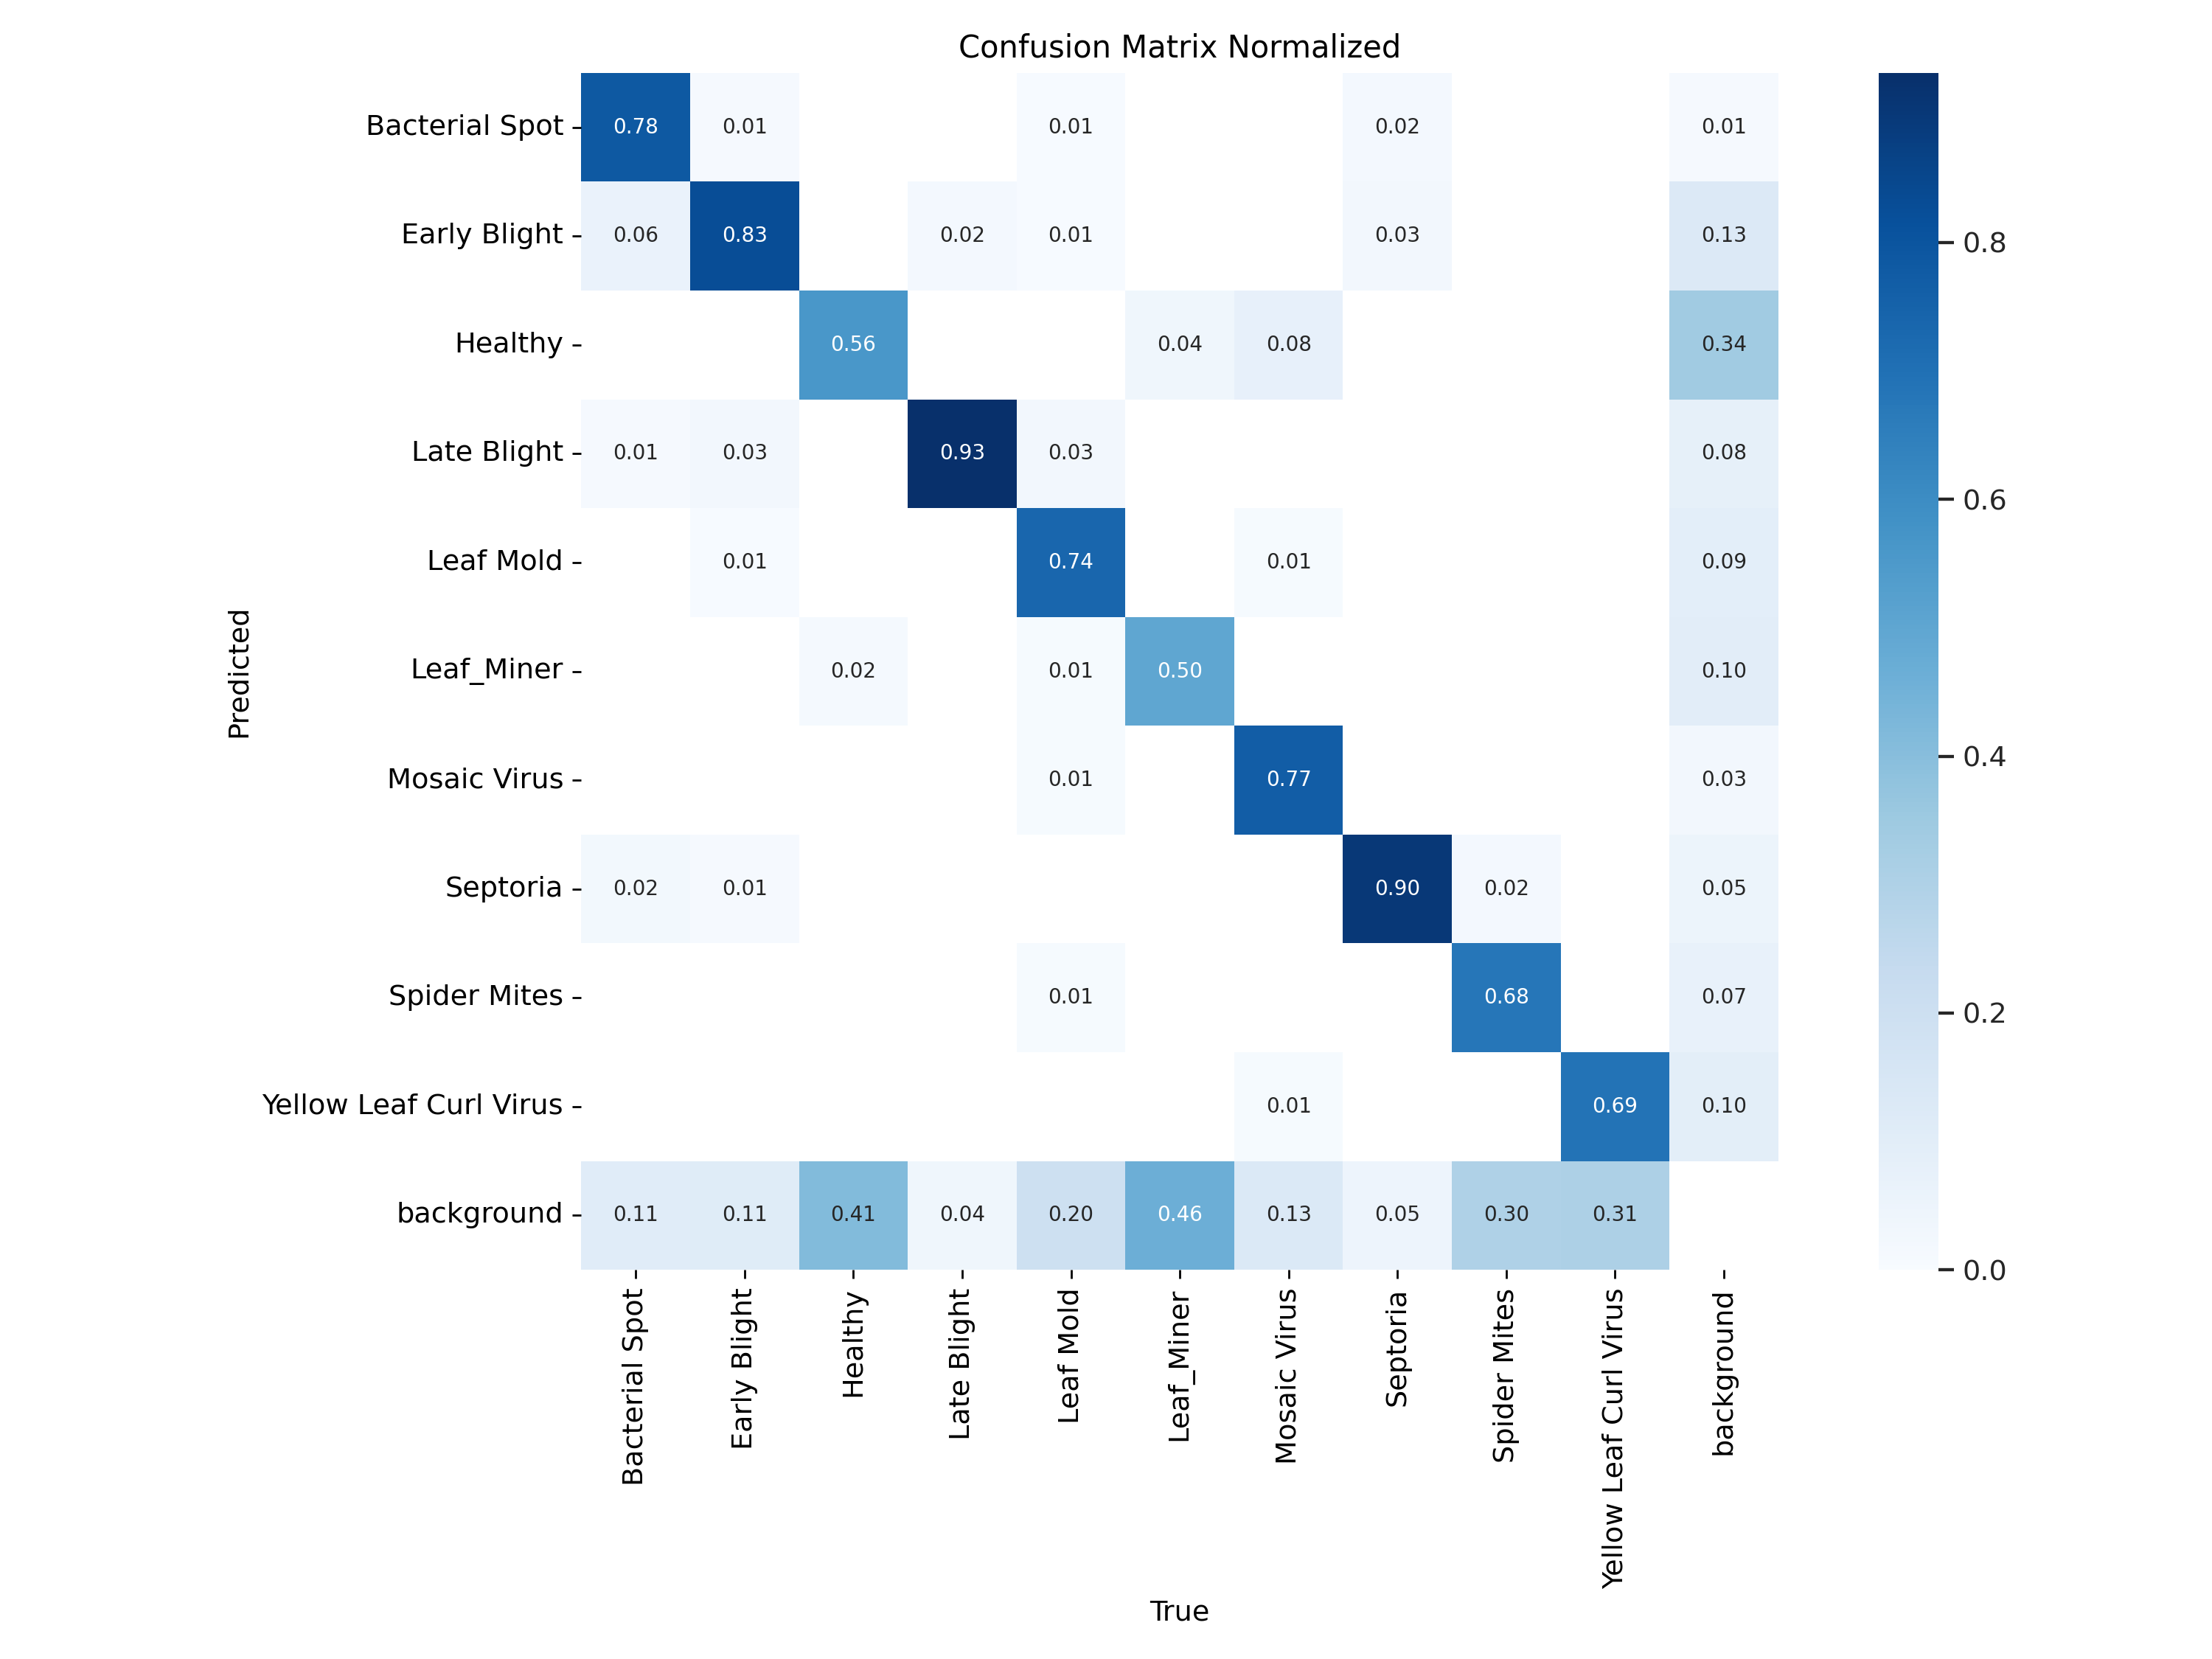 Confusion Matrix Normalized
Bacterial Spot 0.78 0.01 0.01 0.02 0.01
Early Blight 0.06 0.83 0.02 0.01 0.03 0.13
Healthy 0.56 0.04 0.08 0.34
Late Blight 0.01 0.03 0.93 0.03 0.08
Leaf Mold 0.01 0.74 0.01 0.09
Leaf_Miner 0.02 0.01 0.50 0.10
Mosaic Virus 0.01 0.77 0.03
Septoria 0.02 0.01 0.90 0.02 0.05
Spider Mites 0.01 0.68 0.07
Yellow Leaf Curl Virus 0.01 0.69 0.10
background 0.11 0.11 0.41 0.04 0.20 0.46 0.13 0.05 0.30 0.31
Predicted
Bacterial Spot
Early Blight
Healthy
Late Blight
Leaf Mold
Leaf_Miner
Mosaic Virus
Septoria
Spider Mites
Yellow Leaf Curl Virus
background
True
0.8
0.6
0.4
0.2
0.0